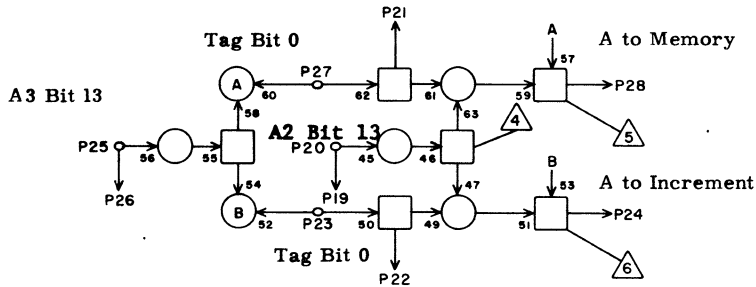 P21
Tag Bit 0
A
A to Memory
P27
57
A
60
62
61
59
P28
A3 Bit 13
58
63
4
5
A2 Bit 13
P25
56
55
P20
45
46
B
54
47
53
A to Increment
P26
P19
B
52
P23
50
49
51
P24
Tag Bit 0
P22
6